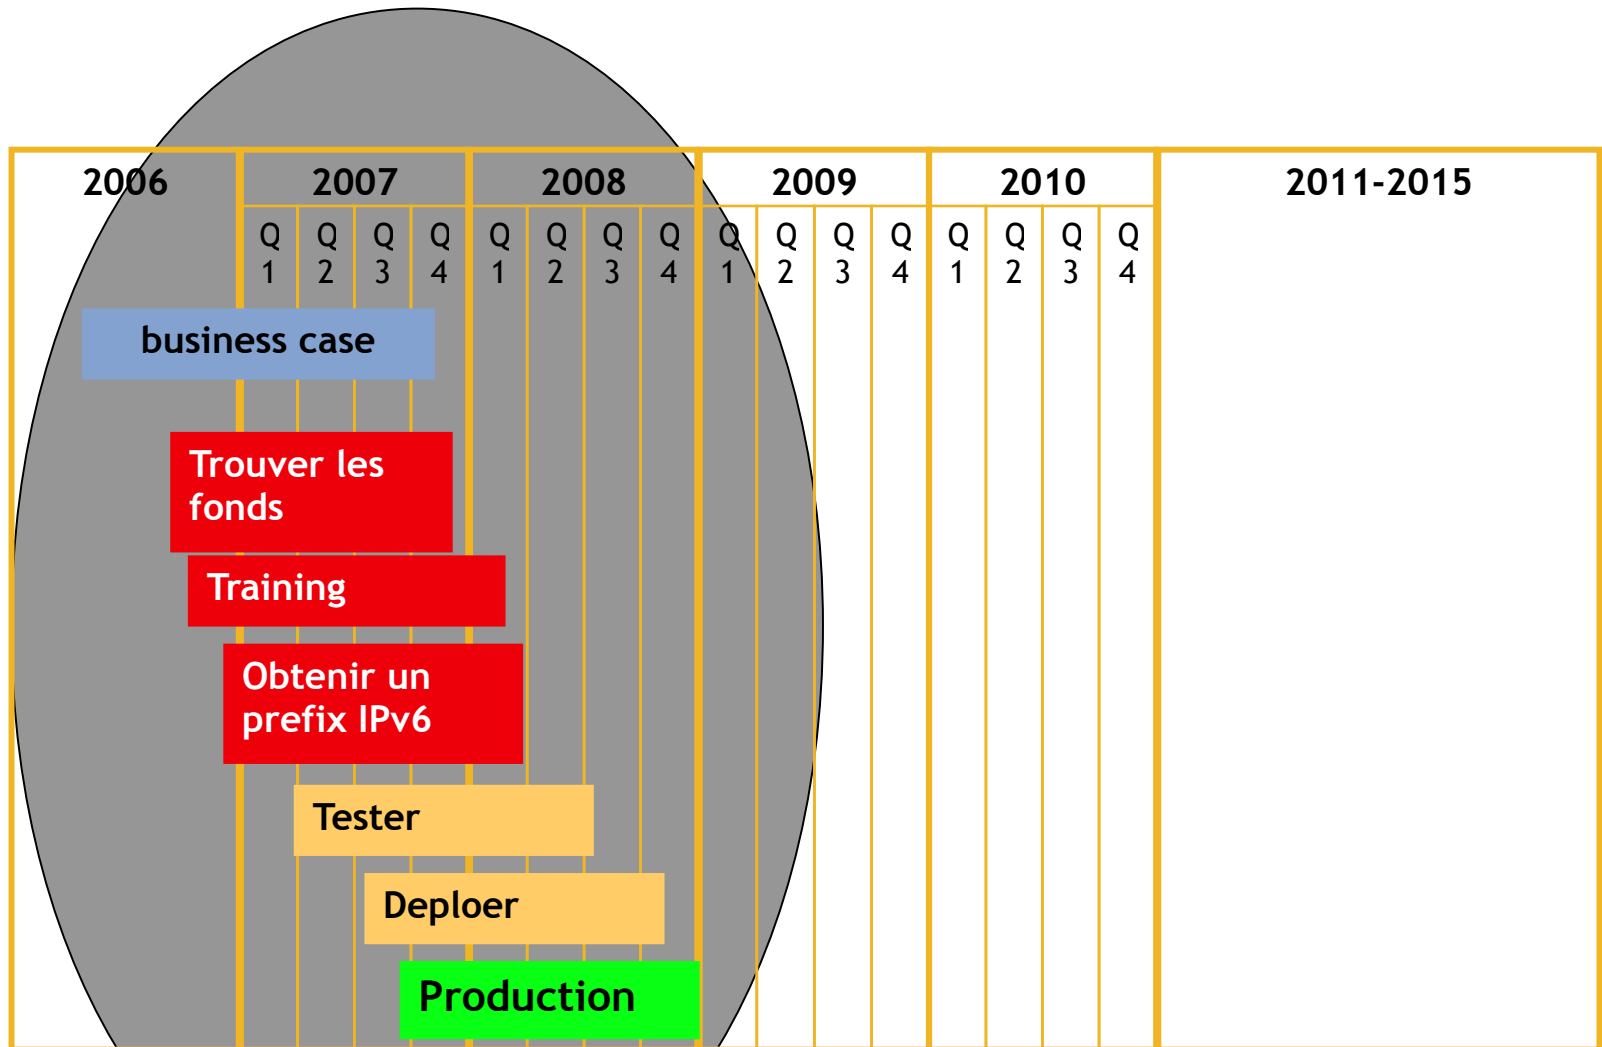 2006 2007 2008 2009 2010 2011-2015
Q Q Q Q Q Q Q Q Q Q Q Q Q Q Q Q
1 2 3 4 1 2 3 4 1 2 3 4 1 2 3 4
business case
Trouver les
fonds
Training
Obtenir un
prefix IPv6
Tester
Deploer
Production